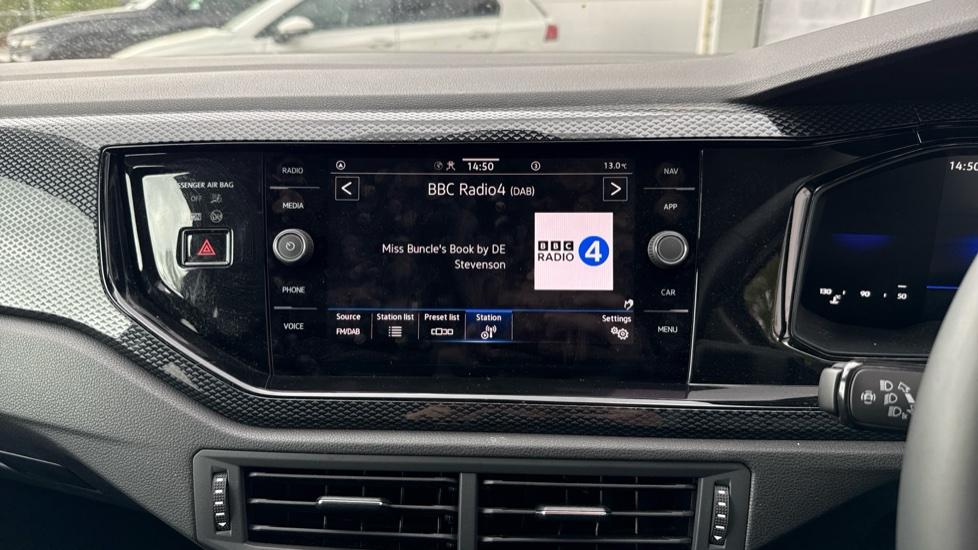 SSENGER AIR BAG
OFF
ON
RADIO
MEDIA
PHONE
VOICE
14:50
3
13.0°C
BBC Radio4 (DAB)
Miss Buncle's Book by DE
Stevenson
BBC
RADIO 4
Source
FM/DAB
Station list
Preset list
Station
Settings
NAV
APP
CAR
MENU
14:50
130 90 50